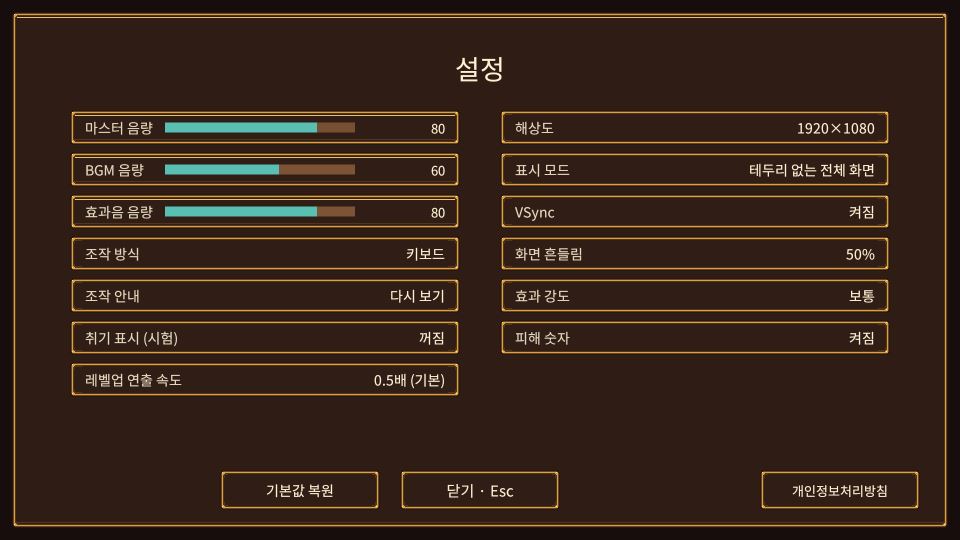 설정
마스터 음량 80
BGM 음량 60
효과음 음량 80
조작 방식 키보드
조작 안내 다시 보기
취기 표시 (시험) 꺼짐
레벨업 연출 속도 0.5배 (기본)
해상도 1920×1080
표시 모드 테두리 없는 전체 화면
VSync 켜짐
화면 흔들림 50%
효과 강도 보통
피해 숫자 켜짐
기본값 복원
닫기 · Esc
개인정보처리방침